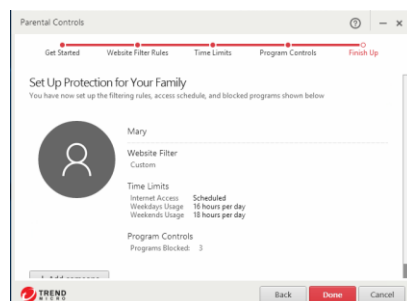 Parental Controls
Get Started Website Filter Rules Time Limits Program Controls Finish Up
Set Up Protection for Your Family
You have now set up the filtering rules, access schedule, and blocked programs shown below
Mary
Website Filter
Custom
Time Limits
Internet Access Scheduled
Weekdays Usage 16 hours per day
Weekends Usage 18 hours per day
Program Controls
Programs Blocked: 3
+ Add someone
TREND MICRO
Back Done Cancel